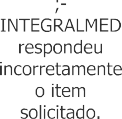 ;-
INTEGRALMED
respondeu
incorretamente
o item
solicitado.